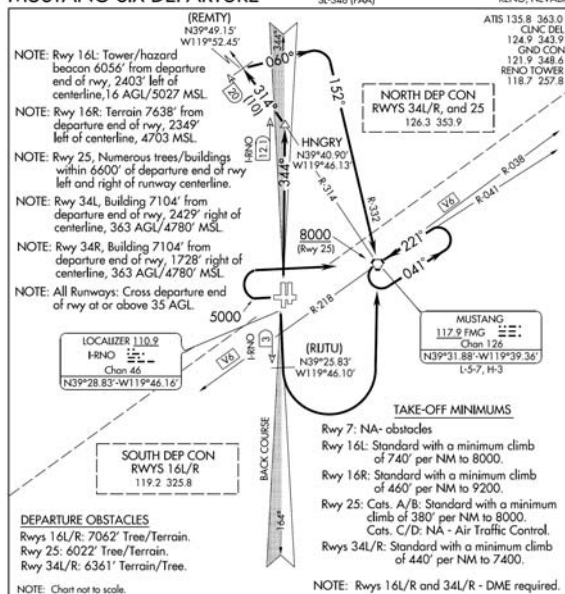 MUSTANG SIX DEPARTURE
SL-346 (FAA)
RENO, NEVADA
ATIS 135.8 363.0
CLNC DEL
124.9 343.9
GND CON
121.9 348.6
RENO TOWER
118.7 257.8
(REMTY)
N39°49.15'
W119°52.45'
NOTE: Rwy 16L: Tower/hazard
beacon 6056' from departure
end of rwy, 2403' left of
centerline,16 AGL/5027 MSL.
NOTE: Rwy 16R: Terrain 7638' from
departure end of rwy, 2349'
left of centerline, 4703 MSL.
NOTE: Rwy 25, Numerous trees/buildings
within 6600' of departure end of rwy
left and right of runway centerline.
NOTE: Rwy 34L, Building 7104' from
departure end of rwy, 2429' right of
centerline, 363 AGL/4780' MSL.
NOTE: Rwy 34R, Building 7104' from
departure end of rwy, 1728' right of
centerline, 363 AGL/4780' MSL.
NOTE: All Runways: Cross departure
end of rwy at or above 35 AGL.
344°
060°
20
314°
(10)
152°
NORTH DEP CON
RWYS 34L/R, and 25
126.3 353.9
I-RNO
12.1
HNGRY
N39°40.90'
W119°46.13'
344°
R-314
R-332
R-038
R-041
V6
8000
(Rwy 25)
221°
041°
5000
R-218
MUSTANG
117.9 FMG
Chan 126
N39°31.88'-W119°39.36'
L-5-7, H-3
LOCALIZER 110.9
I-RNO
Chan 46
N39°28.83'-W119°46.16'
V6
I-RNO
3
(RIJTU)
N39°25.83'
W119°46.10'
SOUTH DEP CON
RWYS 16L/R
119.2 325.8
BACK COURSE
164°
TAKE-OFF MINIMUMS
Rwy 7: NA- obstacles
Rwy 16L: Standard with a minimum climb
of 740' per NM to 8000.
Rwy 16R: Standard with a minimum climb of
460' per NM to 9200.
Rwy 25: Cats. A/B: Standard with a minimum
climb of 380' per NM to 8000.
Cats. C/D: NA - Air Traffic Control.
Rwys 34L/R: Standard with a minimum climb
of 440' per NM to 7400.
DEPARTURE OBSTACLES
Rwys 16L/R: 7062' Tree/Terrain.
Rwy 25: 6022' Tree/Terrain.
Rwy 34L/R: 6361' Terrain/Tree.
NOTE: Chart not to scale.
NOTE: Rwys 16L/R and 34L/R - DME required.